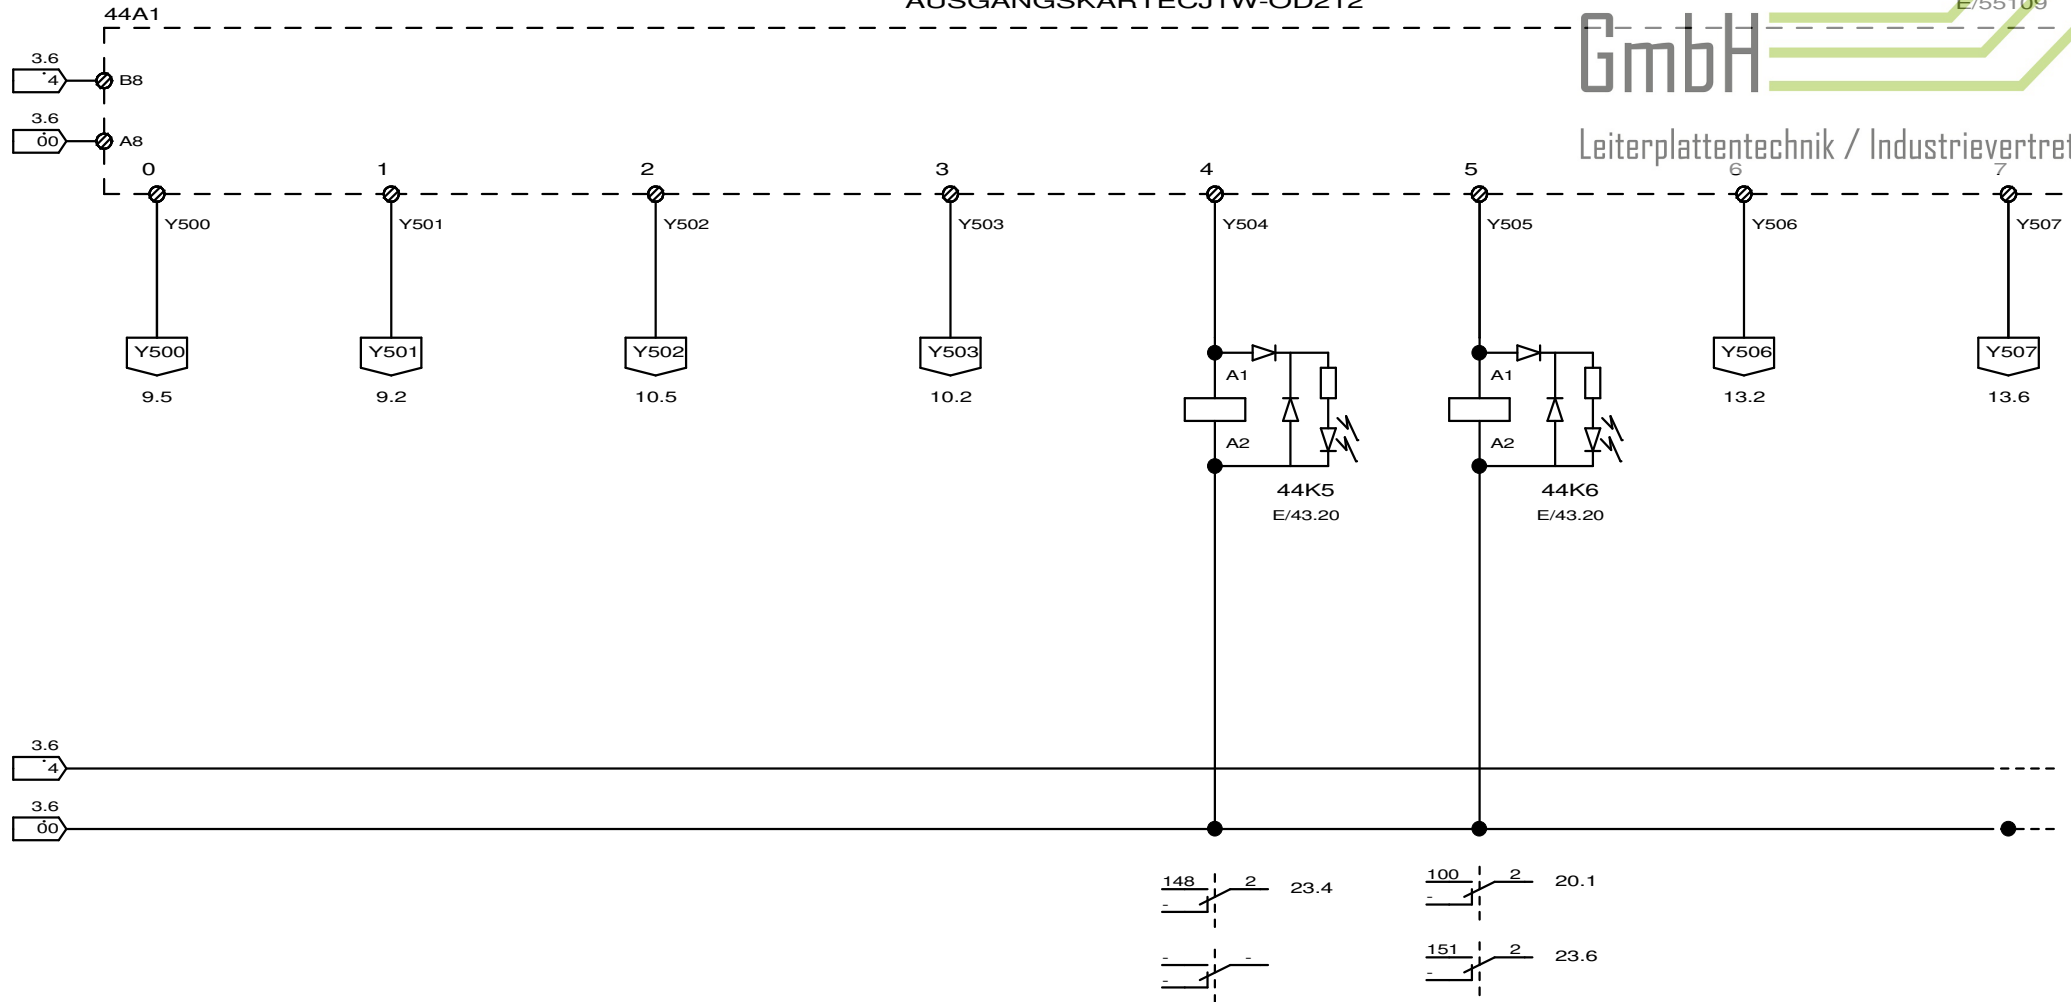 44A1
AUSGANGSKARTECJ1W-OD212
E/55109
GmbH
3.6
4
B8
3.6
00
A8
Leiterplattentechnik / Industrievertret
0 1 2 3 4 5 6 7
Y500 Y501 Y502 Y503 Y504 Y505 Y506 Y507
Y500 Y501 Y502 Y503 Y506 Y507
A1 A1
9.5 9.2 10.5 10.2 13.2 13.6
A2 A2
44K5 44K6
E/43.20 E/43.20
3.6
4
3.6
00
148 2 23.4
-
100 2 20.1
-
- -
-
151 2 23.6
-